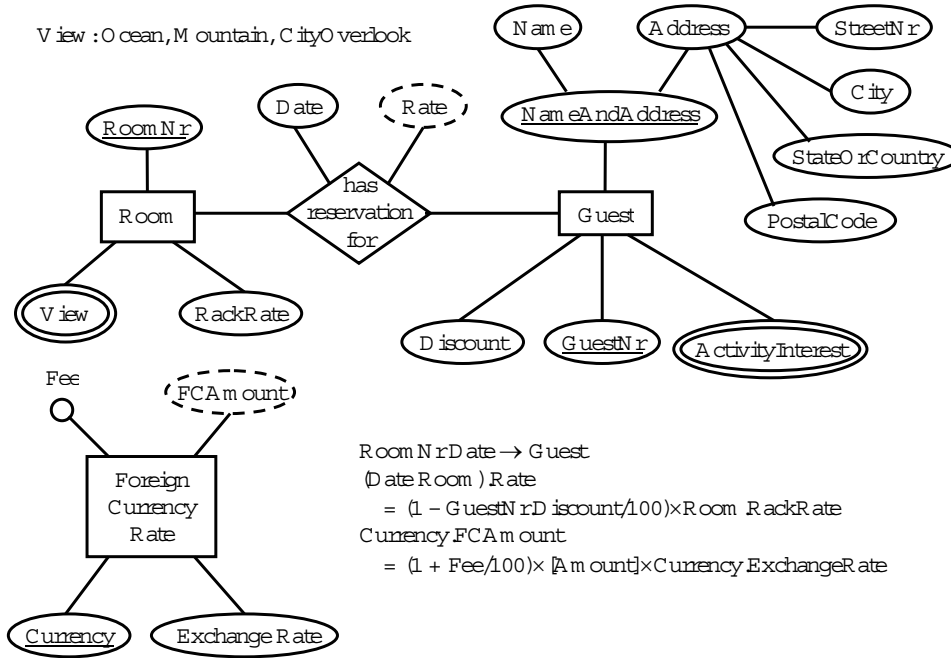 View: Ocean, Mountain, CityOverlook
Name
Address
StreetNr
City
StateOrCountry
PostalCode
NameAndAddress
Date
Rate
RoomNr
Room
has
reservation
for
Guest
View
RackRate
Discount
GuestNr
ActivityInterest
Fee
FCAmount
Foreign
Currency
Rate
Currency
Exchange Rate
RoomNr Date → Guest
(Date Room).Rate
= (1 – GuestNr.Discount/100)×Room.RackRate
Currency.FCAmount
= (1 + Fee/100)×[Amount]×Currency.ExchangeRate